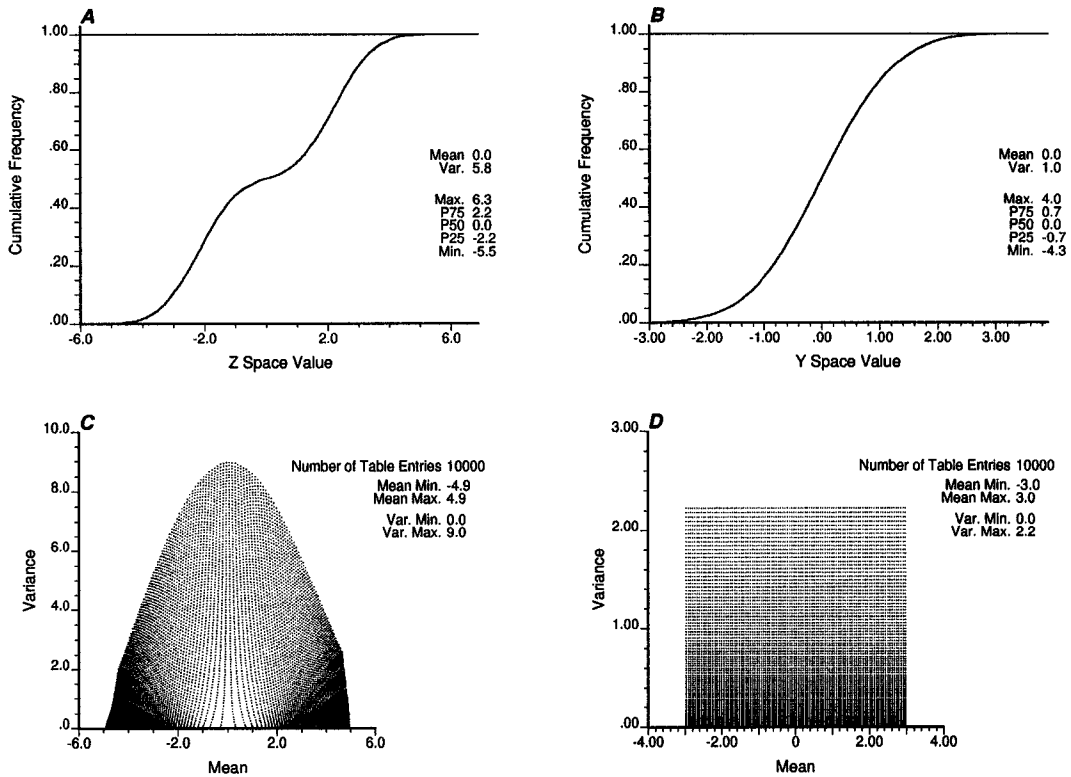 A
1.00
.80
.60
.40
.20
.00
Cumulative Frequency
-6.0
-2.0
2.0
6.0
Z Space Value
Mean 0.0
Var. 5.8
Max. 6.3
P75 2.2
P50 0.0
P25 -2.2
Min. -5.5
B
1.00
.80
.60
.40
.20
.00
Cumulative Frequency
-3.00
-2.00
-1.00
.00
1.00
2.00
3.00
Y Space Value
Mean 0.0
Var. 1.0
Max. 4.0
P75 0.7
P50 0.0
P25 -0.7
Min. -4.3
C
10.0
8.0
6.0
4.0
2.0
.0
Variance
-6.0
-2.0
2.0
6.0
Mean
Number of Table Entries 10000
Mean Min. -4.9
Mean Max. 4.9
Var. Min. 0.0
Var. Max. 9.0
D
3.00
2.00
1.00
.00
Variance
-4.00
-2.00
0
2.00
4.00
Mean
Number of Table Entries 10000
Mean Min. -3.0
Mean Max. 3.0
Var. Min. 0.0
Var. Max. 2.2